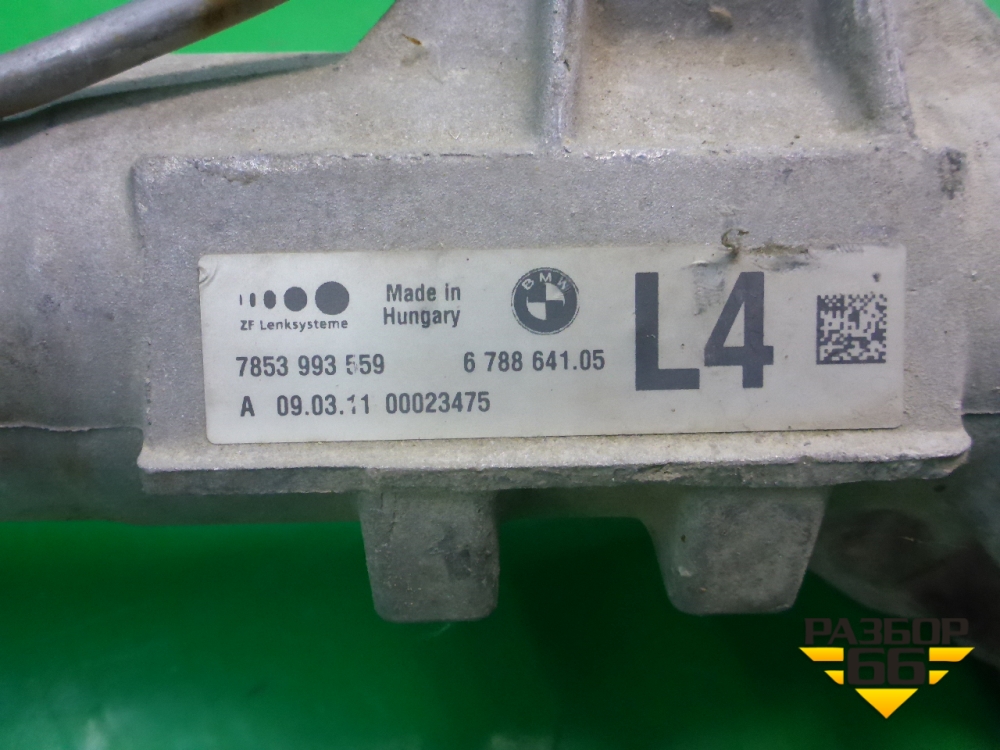 ZF Lenksysteme
Made in
Hungary
BMW
L4
7853 993 559
6 788 641.05
A 09.03.11 00023475
РАЗБОР
66